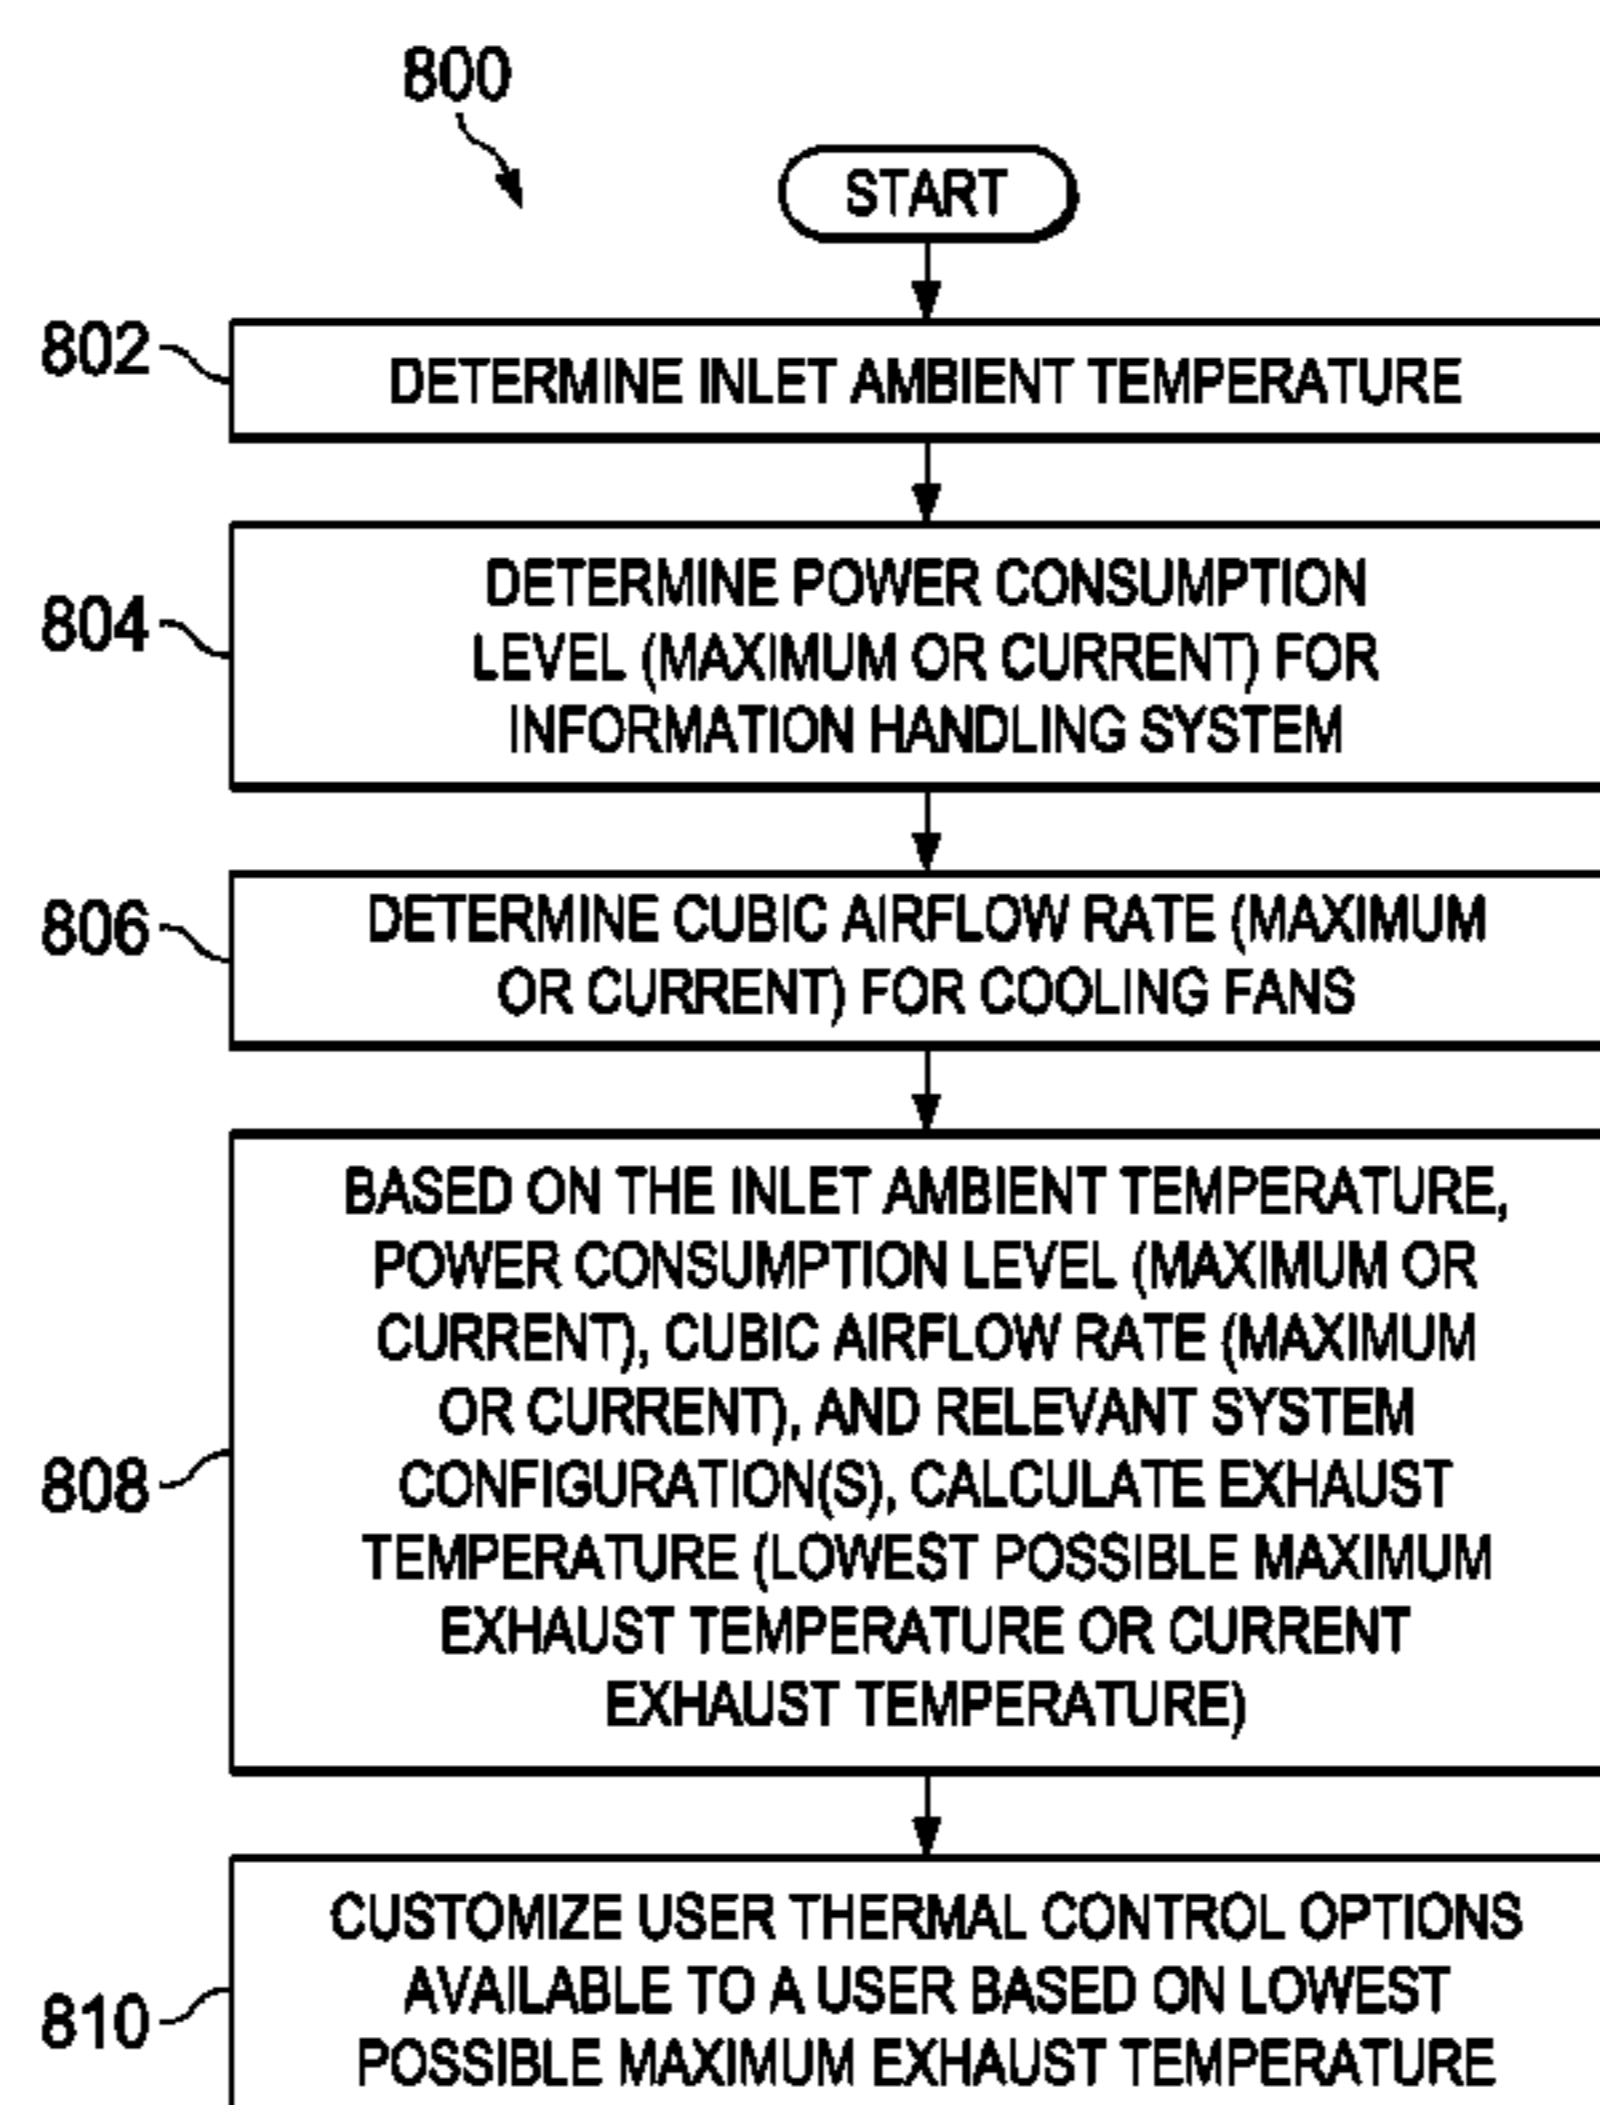 800
START
802
DETERMINE INLET AMBIENT TEMPERATURE
804
DETERMINE POWER CONSUMPTION
LEVEL (MAXIMUM OR CURRENT) FOR
INFORMATION HANDLING SYSTEM
806
DETERMINE CUBIC AIRFLOW RATE (MAXIMUM
OR CURRENT) FOR COOLING FANS
808
BASED ON THE INLET AMBIENT TEMPERATURE,
POWER CONSUMPTION LEVEL (MAXIMUM OR
CURRENT), CUBIC AIRFLOW RATE (MAXIMUM
OR CURRENT), AND RELEVANT SYSTEM
CONFIGURATION(S), CALCULATE EXHAUST
TEMPERATURE (LOWEST POSSIBLE MAXIMUM
EXHAUST TEMPERATURE OR CURRENT
EXHAUST TEMPERATURE)
810
CUSTOMIZE USER THERMAL CONTROL OPTIONS
AVAILABLE TO A USER BASED ON LOWEST
POSSIBLE MAXIMUM EXHAUST TEMPERATURE